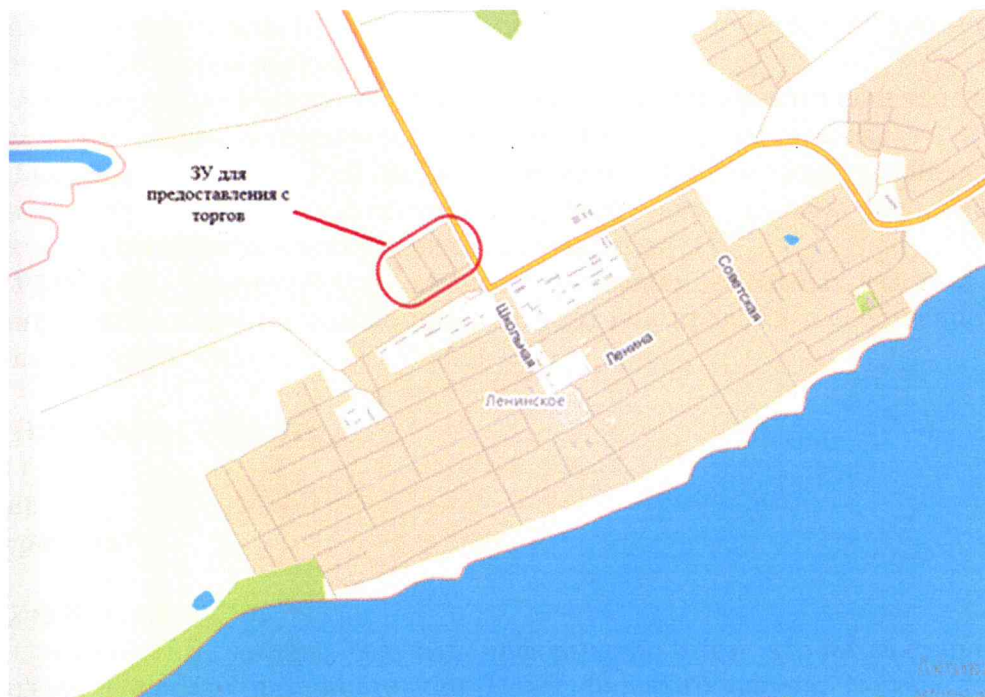 ЗУ для
предоставления с
торгов
Школьная
Советская
Ленина
Ленинское